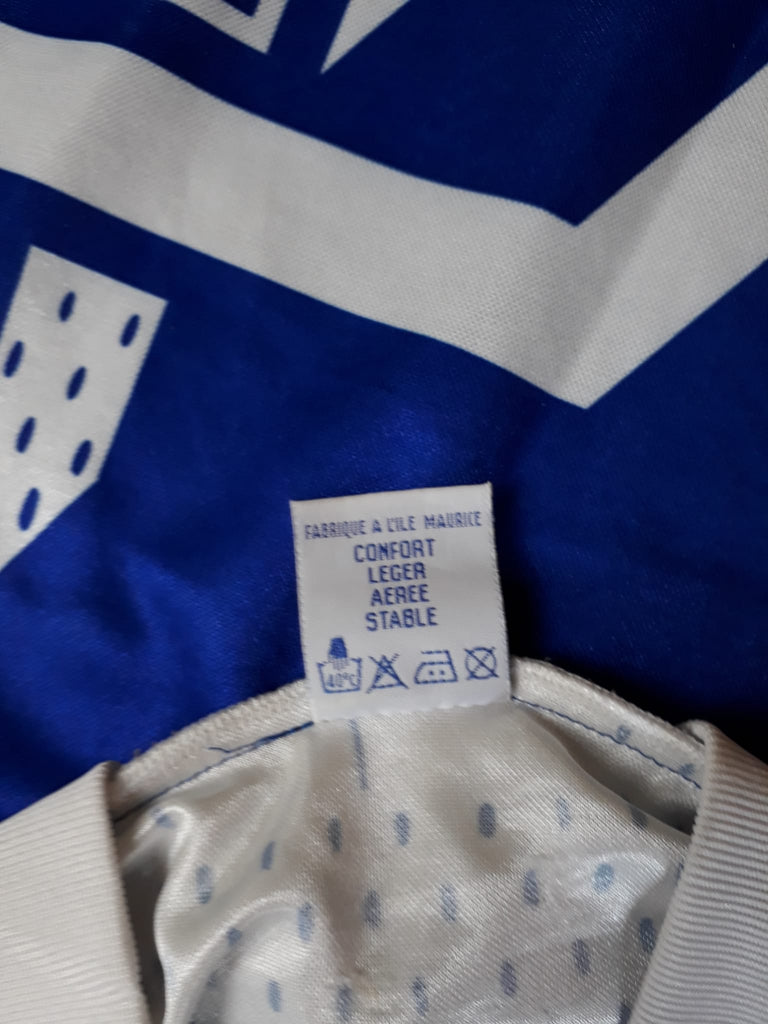 FABRIQUE A L'ILE MAURICE
CONFORT
LEGER
AEREE
STABLE
40°C